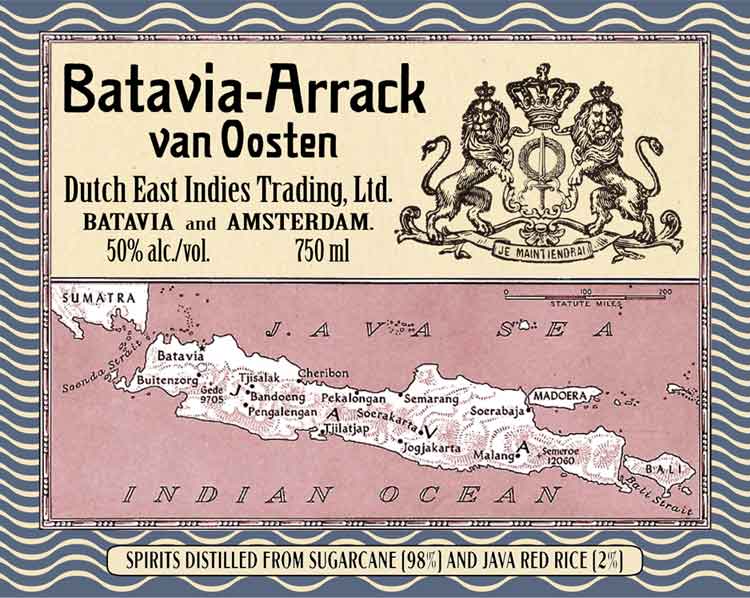 Batavia-Arrack
van Oosten
Dutch East Indies Trading, Ltd.
BATAVIA and AMSTERDAM.
50% alc./vol. 750 ml
JE MAINTIENDRAI
SUMATRA
0 100 200
STATUTE MILES
JAVA SEA
Soenda Strait
Batavia
Buitenzorg
Gede
9705
Tjisalak
Cheribon
Bandoeng
Pengalengan
Pekalongan
Semarang
MADOERA
Soerabaja
Soerakarta
Tjilatjap
Jogjakarta
Malang
Semeroe
12060
JAVA
BALI
Bali Strait
INDIAN OCEAN
SPIRITS DISTILLED FROM SUGARCANE (98%) AND JAVA RED RICE (2%)